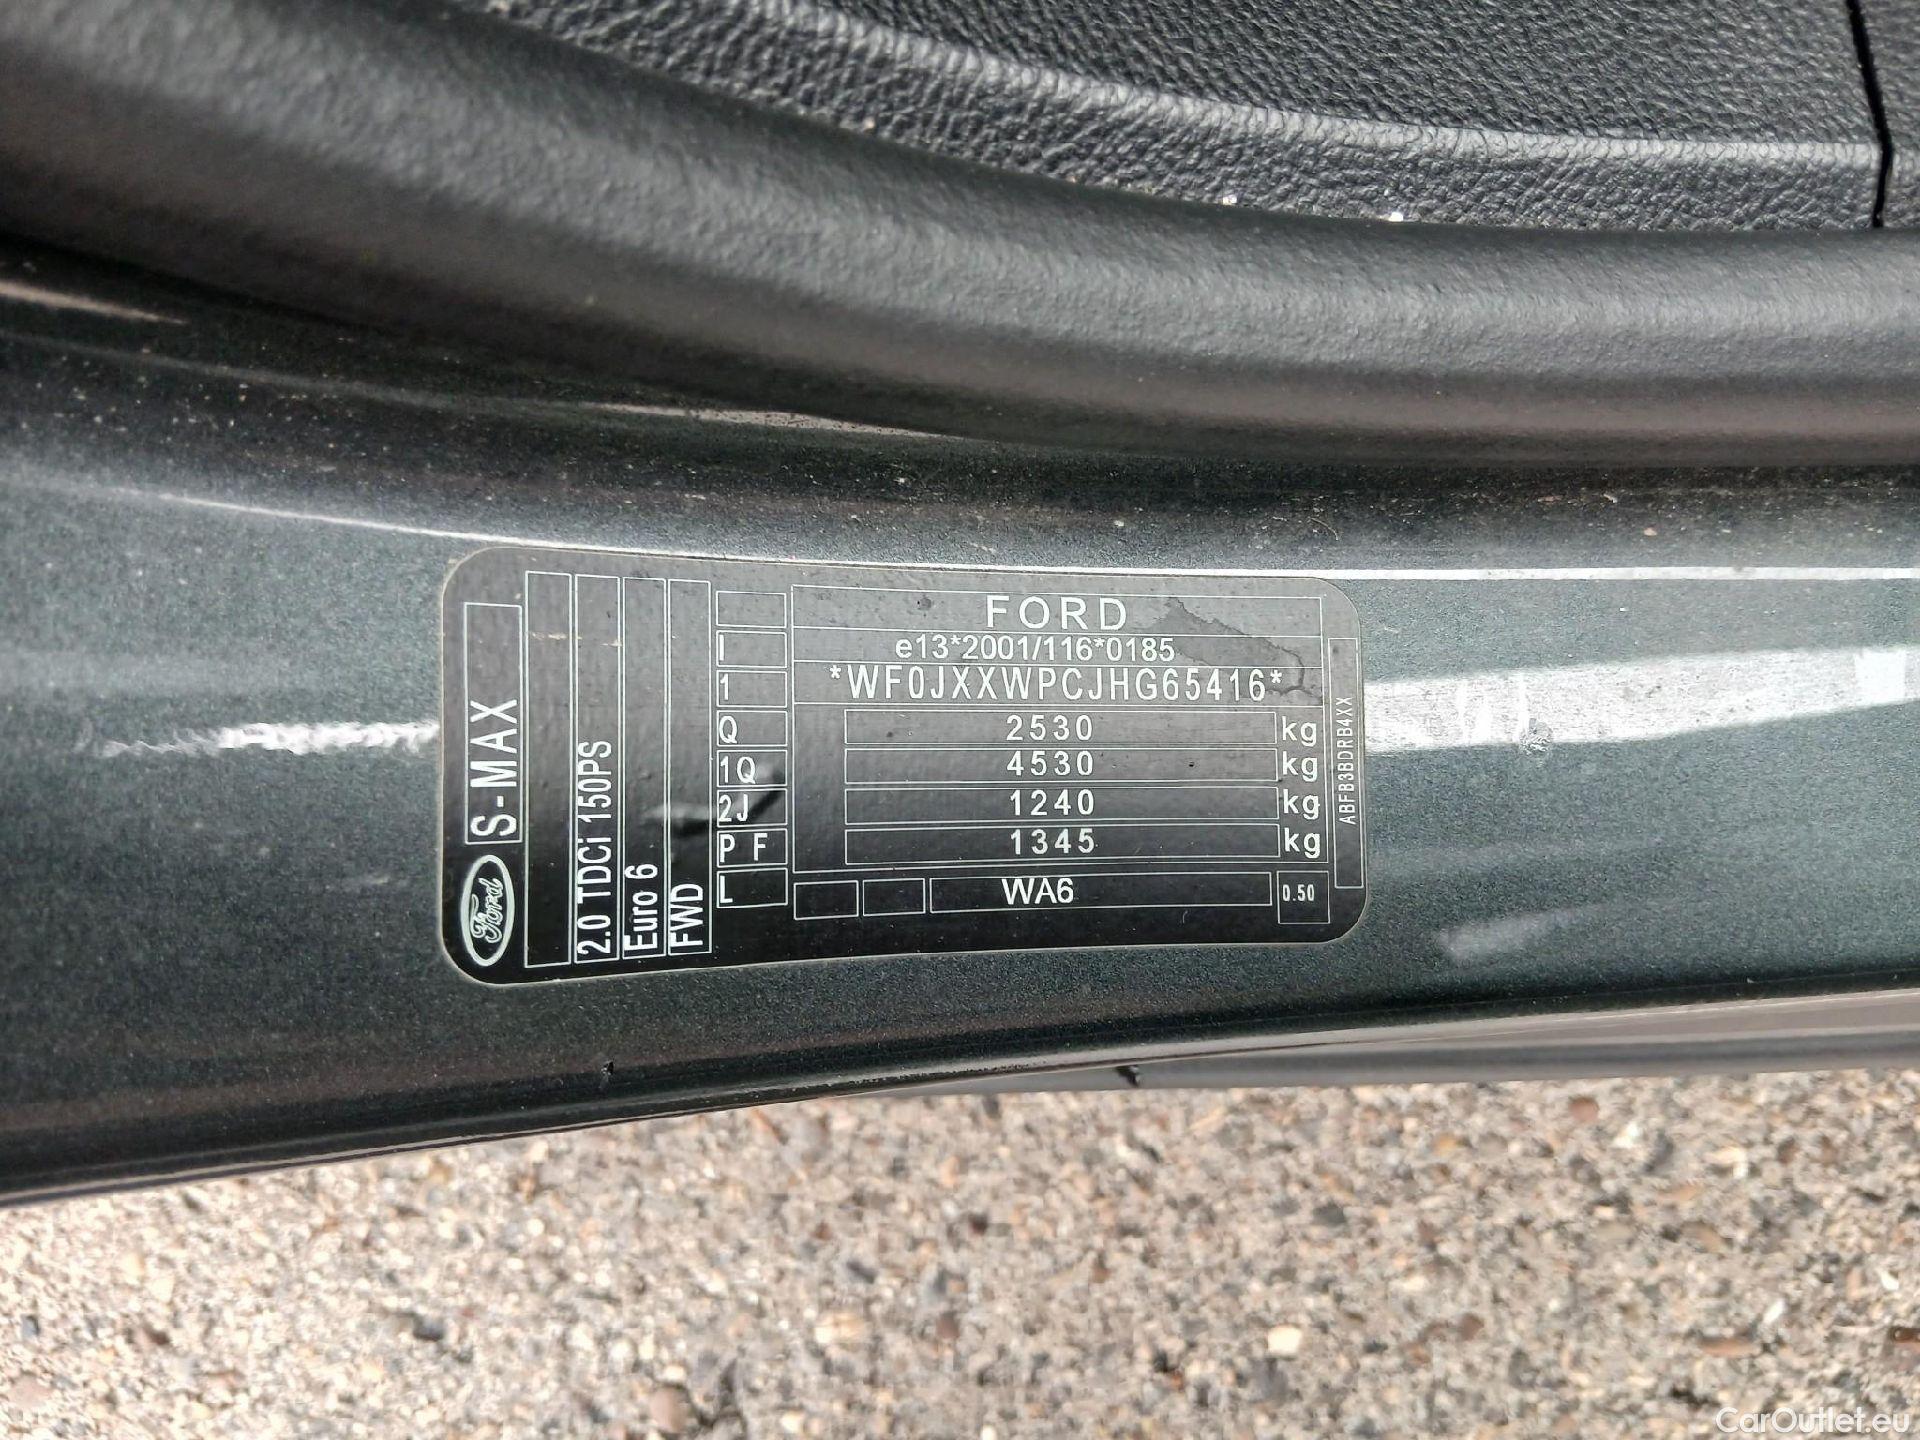 FORD
e13*2001/116*0185
*WF0JXXWPCJHG65416*
I
1
Q 2530 kg
1Q 4530 kg
2J 1240 kg
P F 1345 kg
L WA6 0.50
ABFB3BDRB4XX
Ford S-MAX
2.0 TDCi 150PS
Euro 6
FWD
CarOutlet.eu